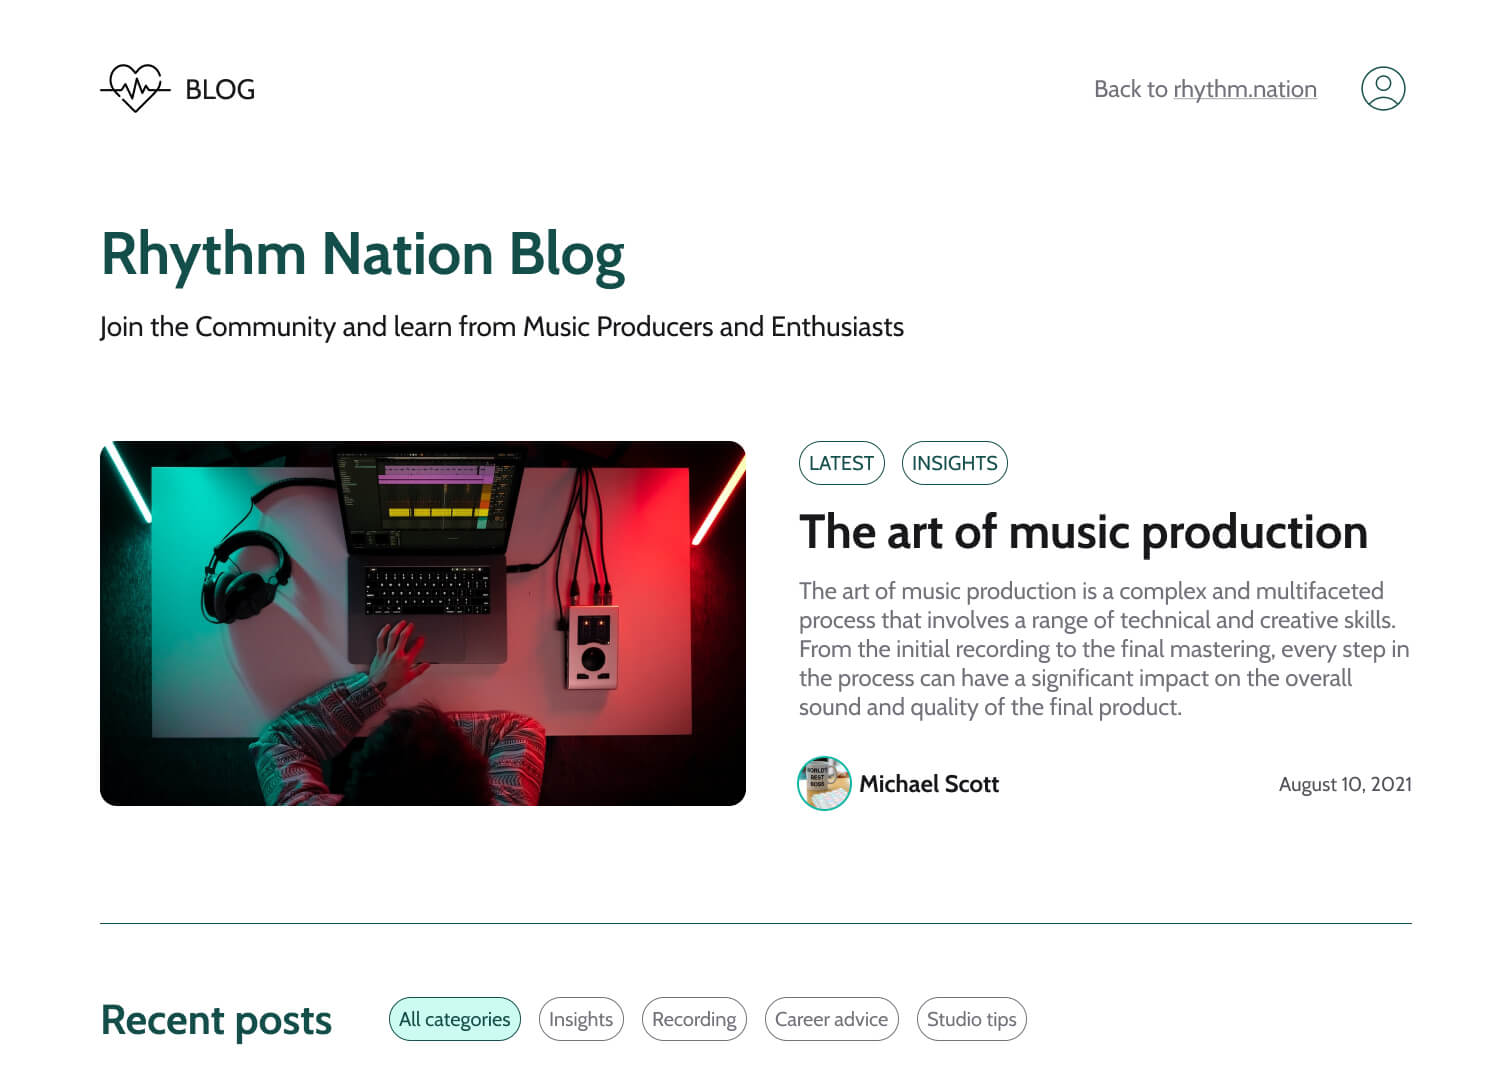 BLOG
Back to rhythm.nation
Rhythm Nation Blog
Join the Community and learn from Music Producers and Enthusiasts
LATEST
INSIGHTS
The art of music production
The art of music production is a complex and multifaceted
process that involves a range of technical and creative skills.
From the initial recording to the final mastering, every step in
the process can have a significant impact on the overall
sound and quality of the final product.
WORLD'S
BEST
BOSS
Michael Scott
August 10, 2021
Recent posts
All categories
Insights
Recording
Career advice
Studio tips